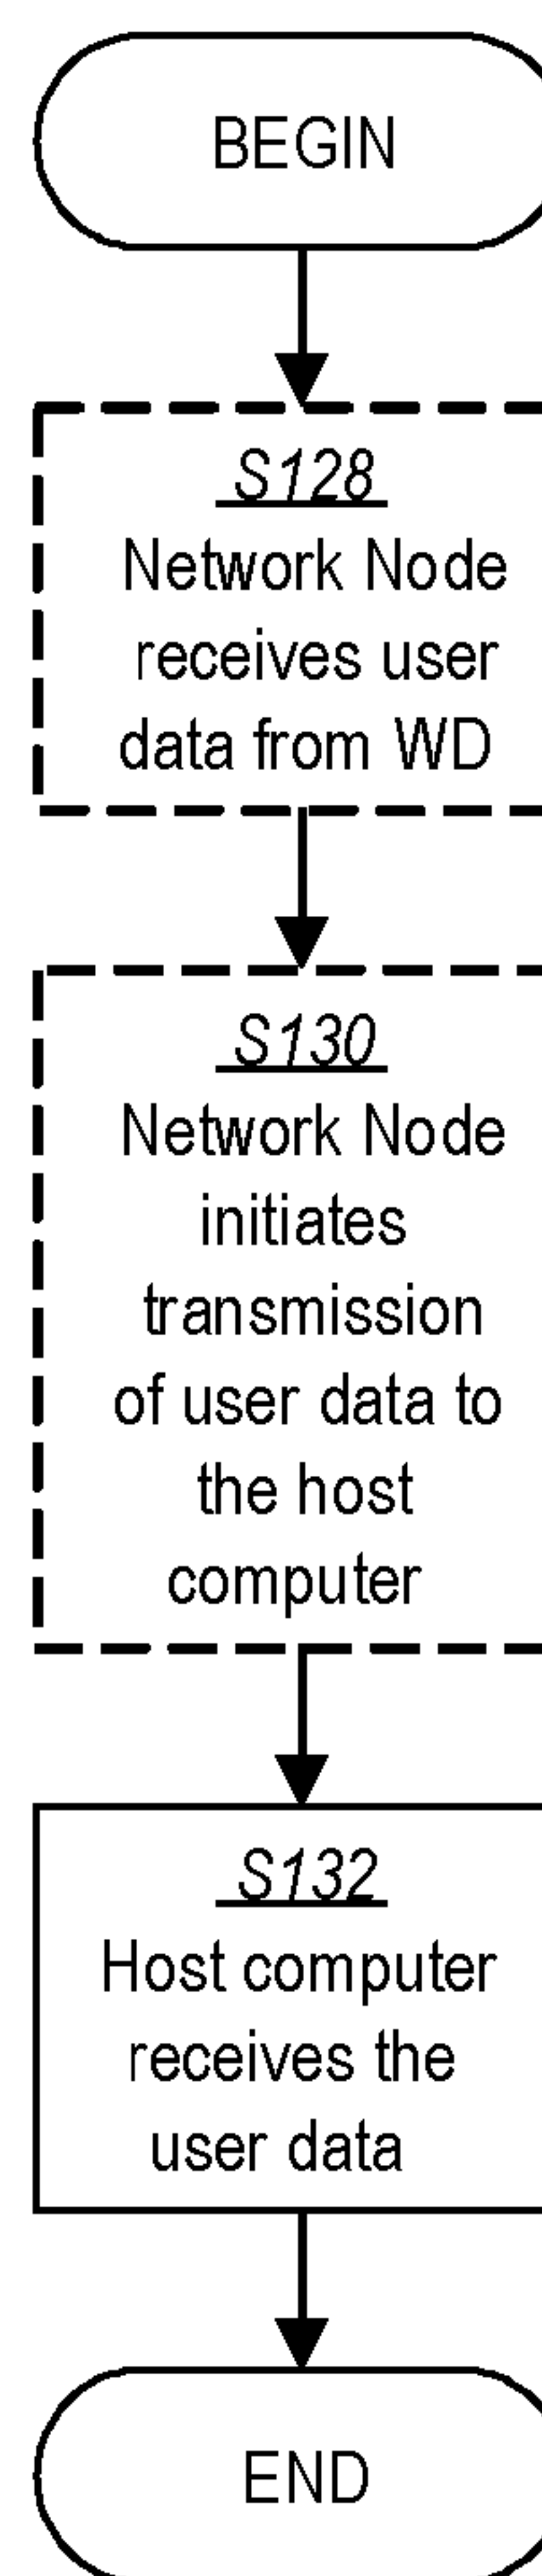 BEGIN
S128
Network Node
receives user
data from WD
S130
Network Node
initiates
transmission
of user data to
the host
computer
S132
Host computer
receives the
user data
END